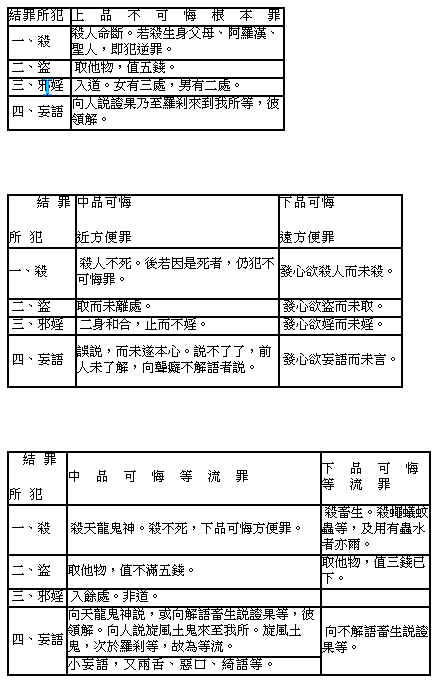 結罪所犯 上品不可悔根本罪
一、殺 殺人命斷。若殺生身父母、阿羅漢、
聖人，即犯逆罪。
二、盜 取他物，值五錢。
三、邪婬 入道。女有三處，男有二處。
四、妄語 向人說證果乃至羅剎來到我所等，彼
領解。
結罪 中品可悔 下品可悔
所犯 近方便罪 遠方便罪
一、殺 殺人不死。後若因是死者，仍犯不
可悔罪。 發心欲殺人而未殺。
二、盜 取而未離處。 發心欲盜而未取。
三、邪婬 二身和合，止而不婬。 發心欲婬而未婬。
四、妄語 誤說，而未遂本心。說不了了，前
人未了解，向聾癡不解語者說。 發心欲妄語而未言。
結罪
所犯 中品可悔等流罪 下品可悔
等流罪
一、殺 殺天龍鬼神。殺不死，下品可悔方便罪。 殺畜生。殺蠅蟻蚊
蟲等，及用有蟲水
者亦爾。
二、盜 取他物，值不滿五錢。 取他物，值三錢已
下。
三、邪婬 入餘處。非道。
四、妄語 向天龍鬼神說，或向解語畜生說證果等，彼
領解。向人說旋風土鬼來至我所。旋風土
鬼，次於羅剎等，故為等流。 向不解語畜生說證
果等。
小妄語，又兩舌、惡口、綺語等。